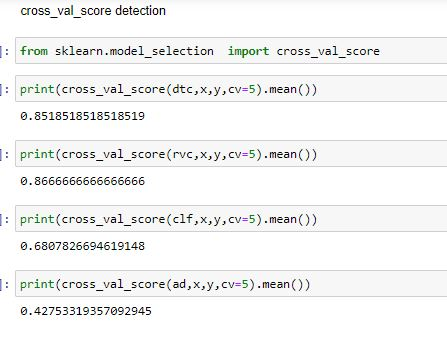 cross_val_score detection
]: from sklearn.model_selection  import cross_val_score
]: print(cross_val_score(dtc,x,y,cv=5).mean())
0.8518518518518519
]: print(cross_val_score(rvc,x,y,cv=5).mean())
0.8666666666666666
]: print(cross_val_score(clf,x,y,cv=5).mean())
0.6807826694619148
]: print(cross_val_score(ad,x,y,cv=5).mean())
0.42753319357092945